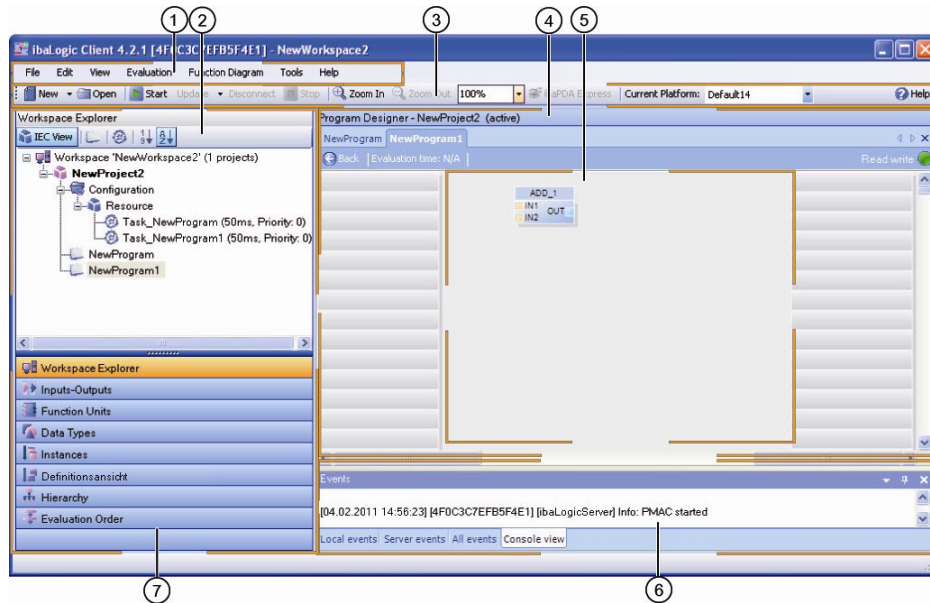 1 2 3 4 5
ibaLogic Client 4.2.1 [4F0C3C7EFB5F4E1] - NewWorkspace2
File Edit View Evaluation Function Diagram Tools Help
New Open Start Update Disconnect Stop Zoom In Zoom Out 100% Express Current Platform: Default14 Help
Workspace Explorer
IEC View
Workspace 'NewWorkspace2' (1 projects)
NewProject2
Configuration
Resource
Task_NewProgram (50ms, Priority: 0)
Task_NewProgram1 (50ms, Priority: 0)
NewProgram
NewProgram1
Workspace Explorer
Inputs-Outputs
Function Units
Data Types
Instances
Definitionsansicht
Hierarchy
Evaluation Order
Program Designer - NewProject2 (active)
NewProgram NewProgram1
Back Evaluation time: N/A Read write
ADD_1
IN1
OUT
IN2
Events
[04.02.2011 14:56:23] [4F0C3C7EFB5F4E1] [ibaLogicServer] Info: PMAC started
Local events Server events All events Console view
7 6